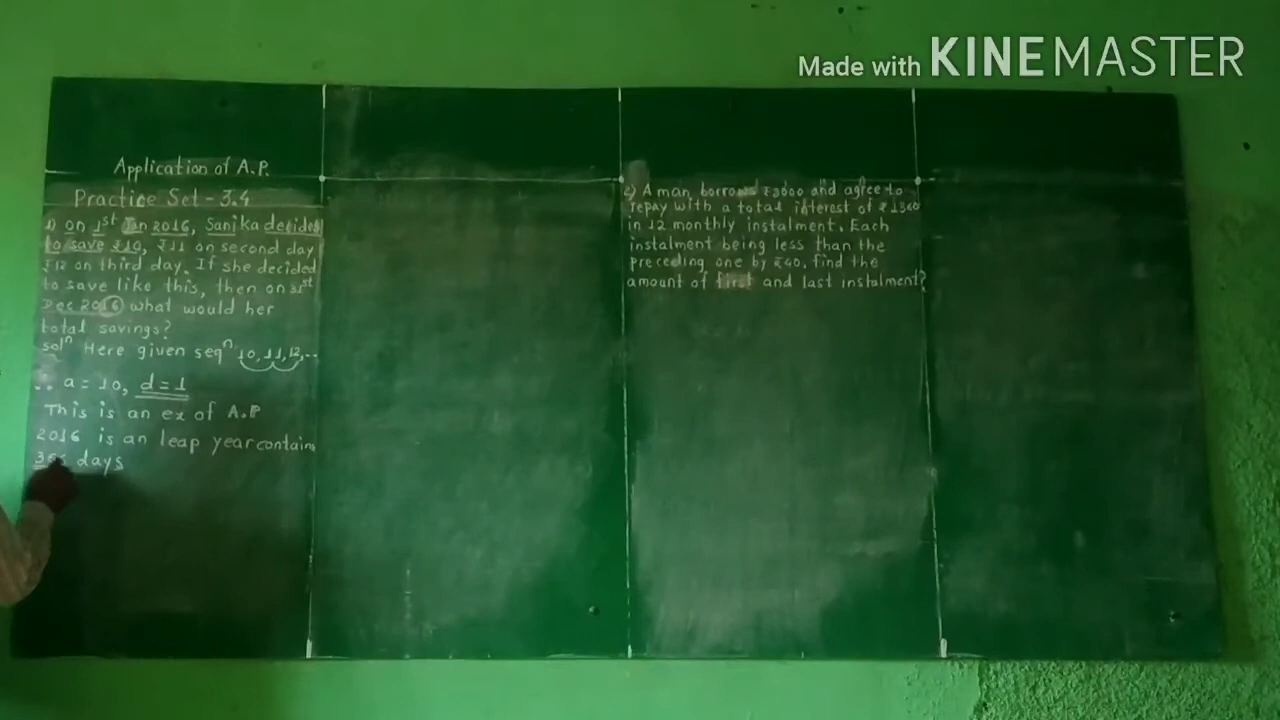 Made with KINEMASTER
Application of A.P.
Practice Set - 3.4
1) on 1st Jan 2016, Sanika decides
to save ₹10, ₹11 on second day
₹12 on third day. If she decided
to save like this, then on 31st
Dec 2016 what would her
total savings?
soln Here given seqn 10, 11, 12, ...
∴ a = 10, d = 1
This is an ex of A.P
2016 is an leap year contains
366 days
2) A man borrows ₹8000 and agree to
repay with a total interest of ₹1360
in 12 monthly instalment. Each
instalment being less than the
preceding one by ₹40, find the
amount of first and last instalment?